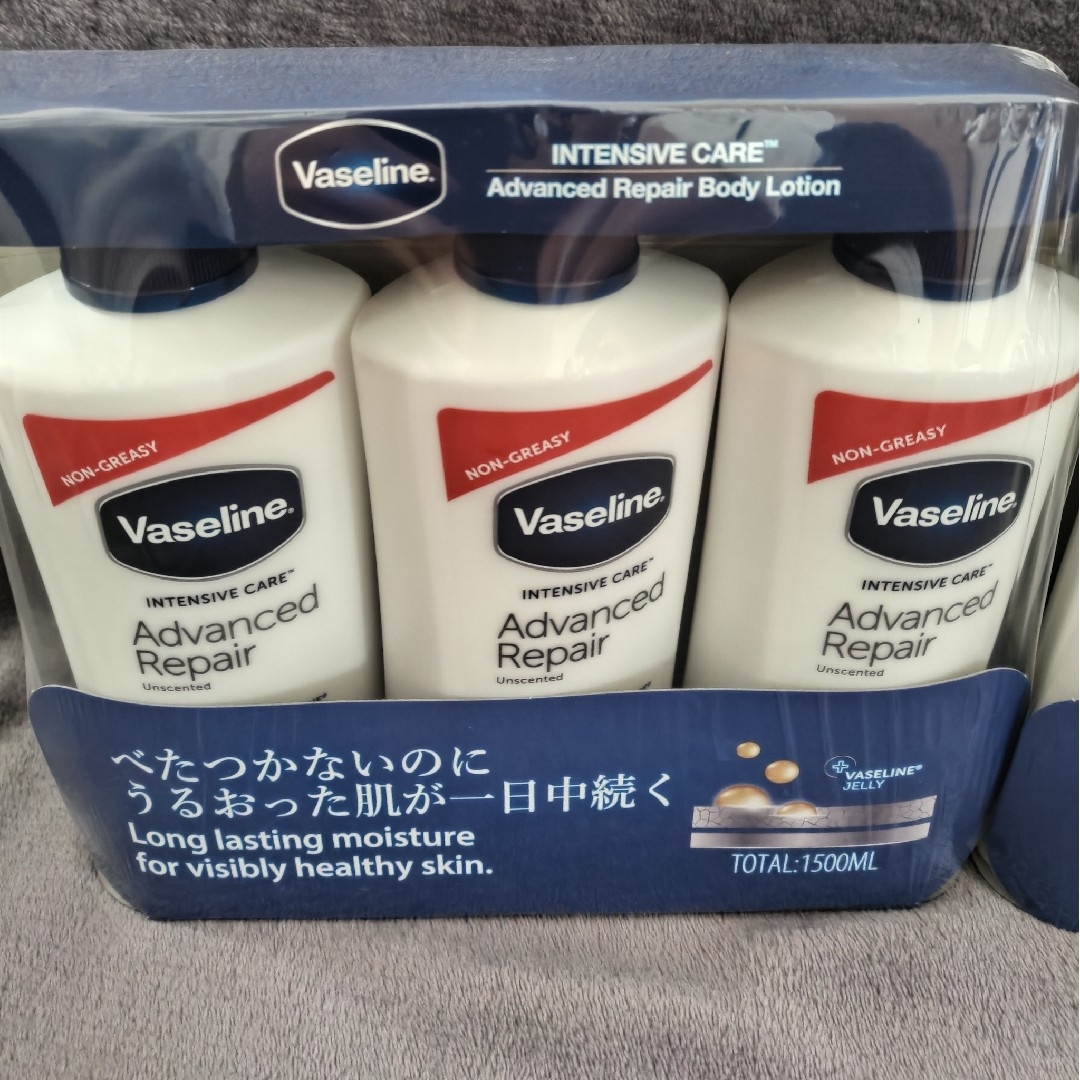 Vaseline®
INTENSIVE CARE™
Advanced Repair Body Lotion
NON-GREASY
Vaseline®
INTENSIVE CARE™
Advanced
Repair
Unscented
NON-GREASY
Vaseline®
INTENSIVE CARE™
Advanced
Repair
Unscented
NON-GREASY
Vaseline®
INTENSIVE CARE™
Advanced
Repair
Unscented
べたつかないのに
うるおった肌が一日中続く
Long lasting moisture
for visibly healthy skin.
VASELINE®
JELLY
TOTAL:1500ML